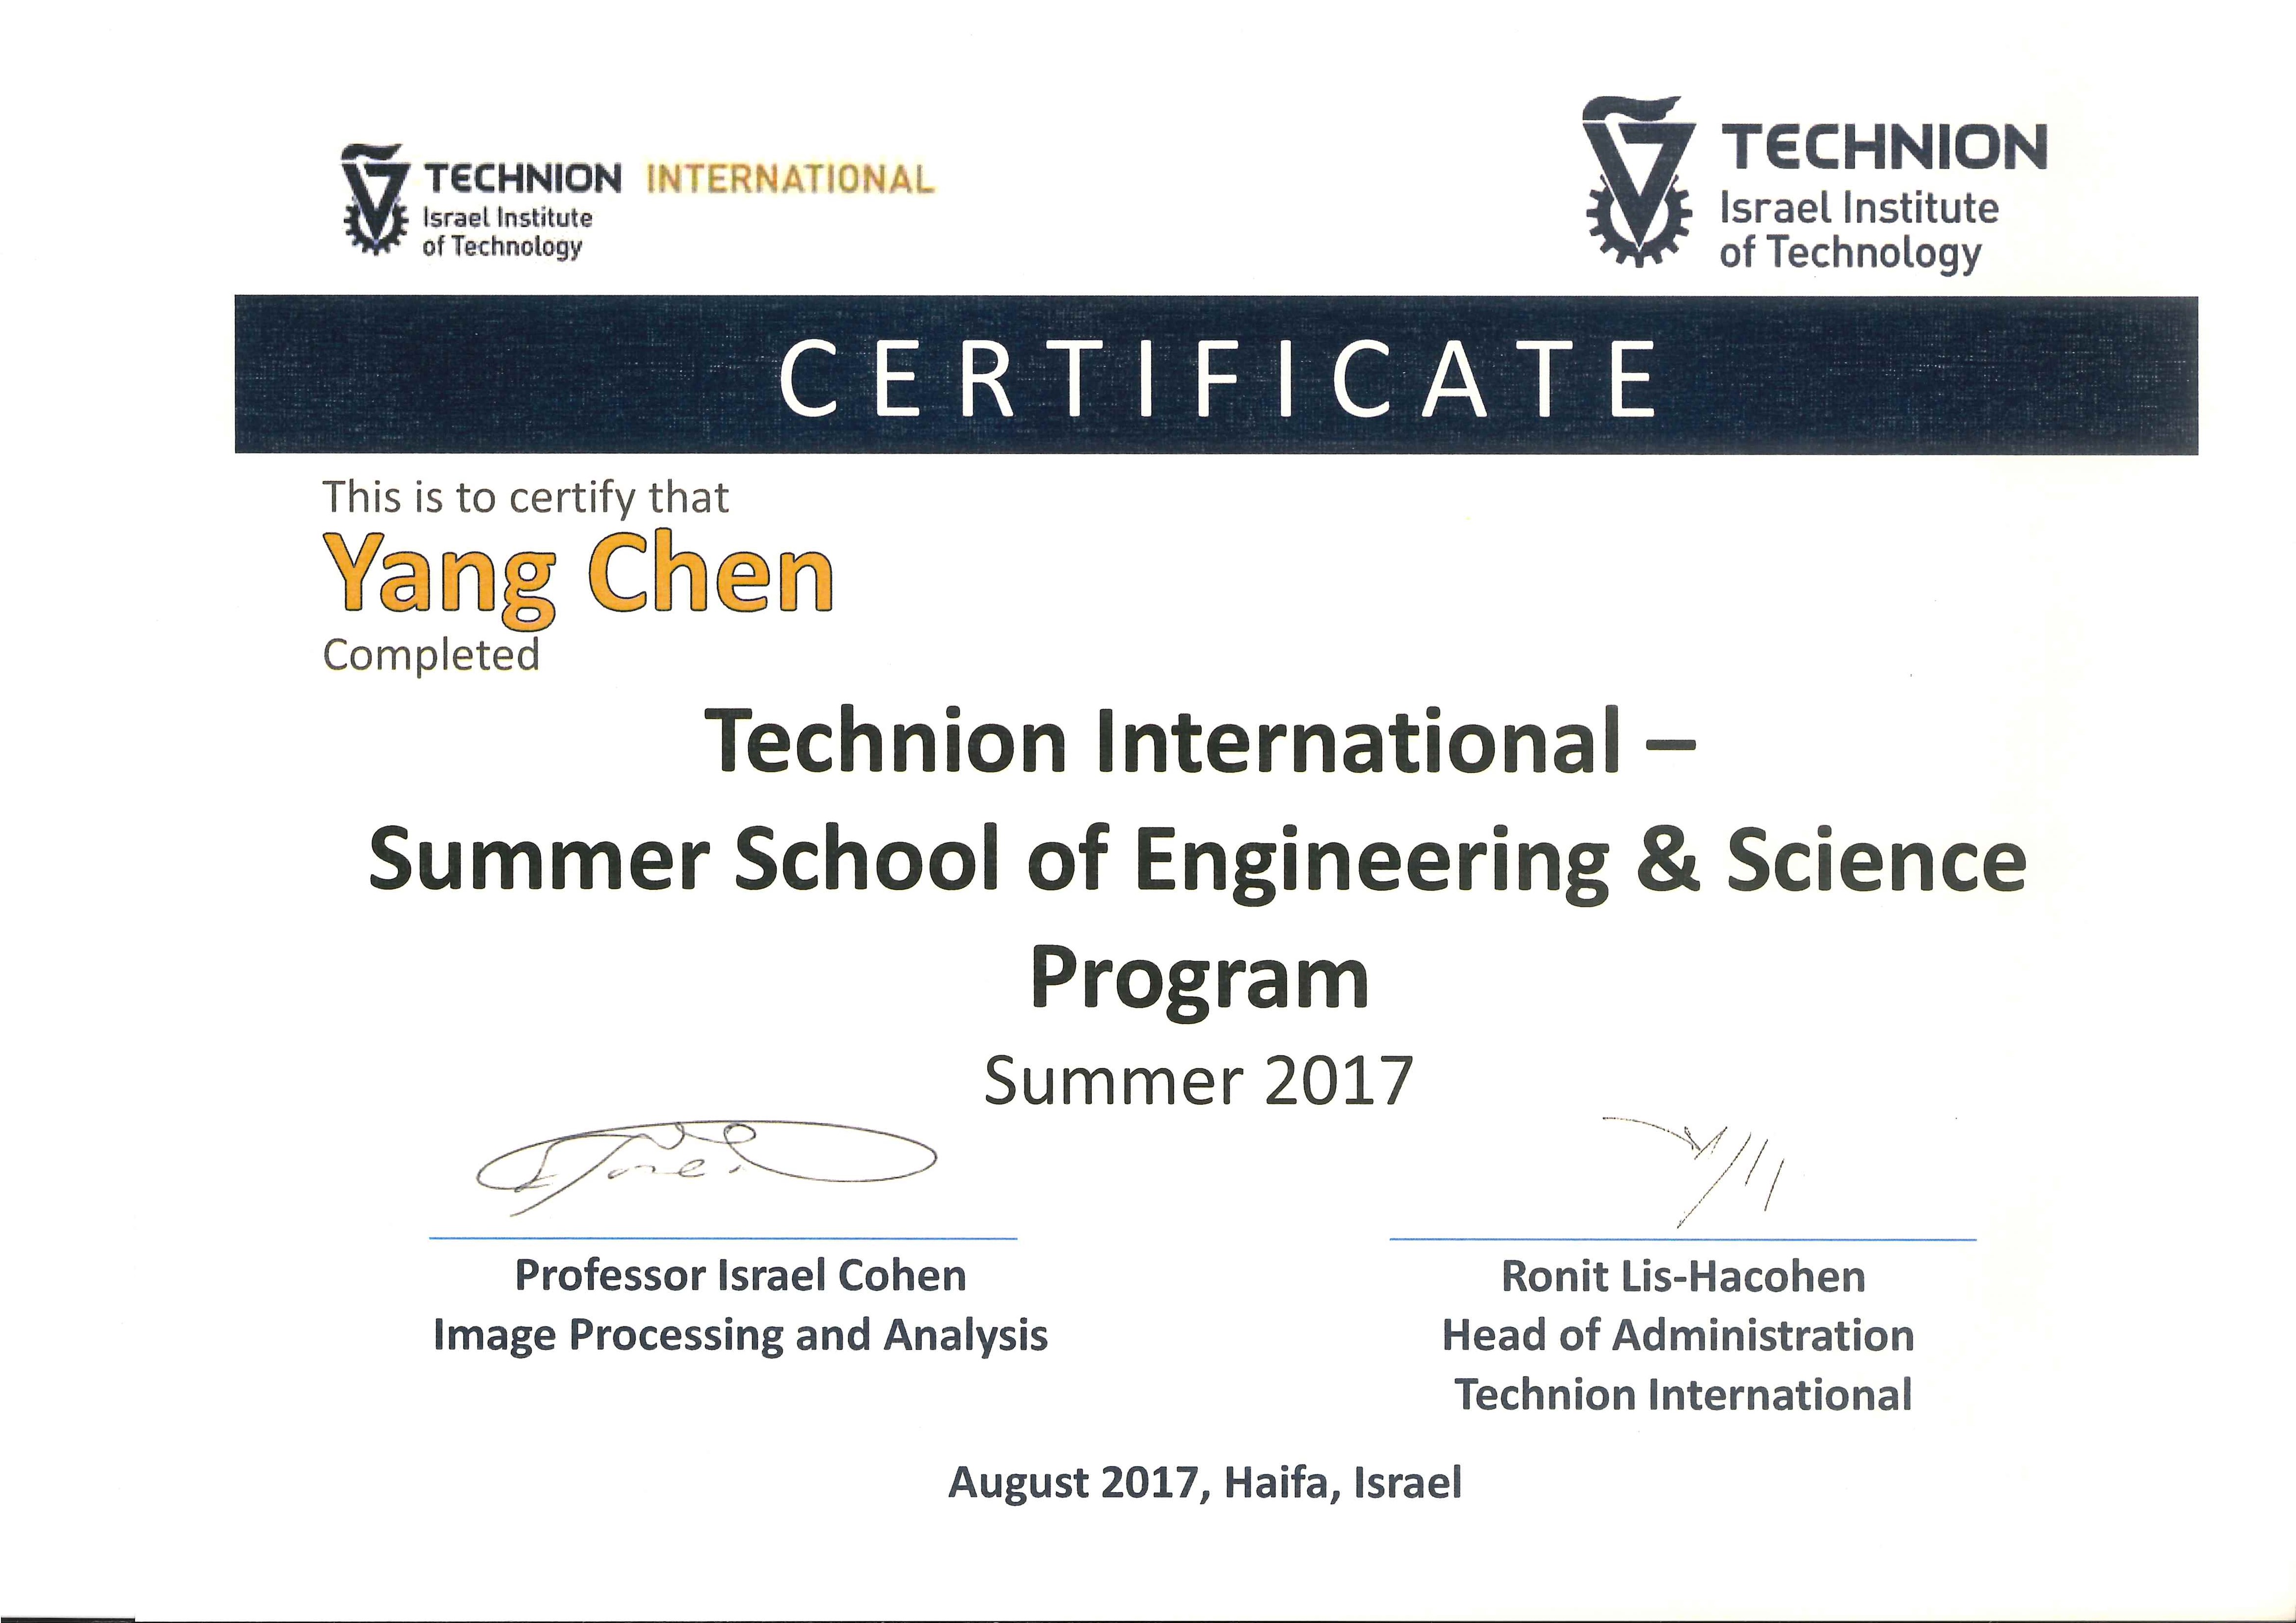 TECHNION INTERNATIONAL
Israel Institute
of Technology
TECHNION
Israel Institute
of Technology
CERTIFICATE
This is to certify that
Yang Chen
Completed
Technion International –
Summer School of Engineering & Science
Program
Summer 2017
Professor Israel Cohen
Image Processing and Analysis
Ronit Lis-Hacohen
Head of Administration
Technion International
August 2017, Haifa, Israel